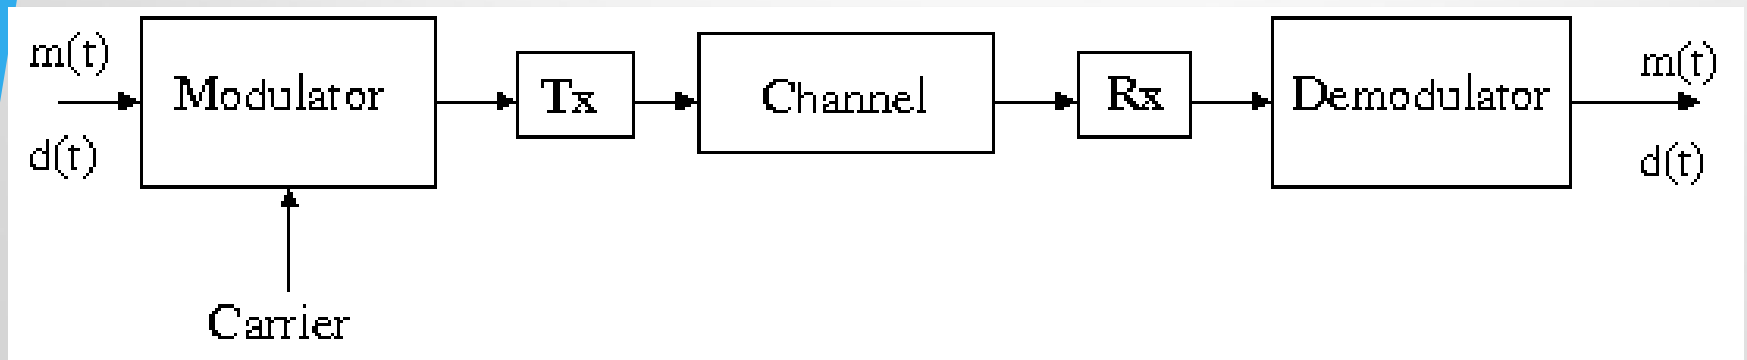 m(t)
d(t)
Modulator
Carrier
Tx
Channel
Rx
Demodulator
m(t)
d(t)